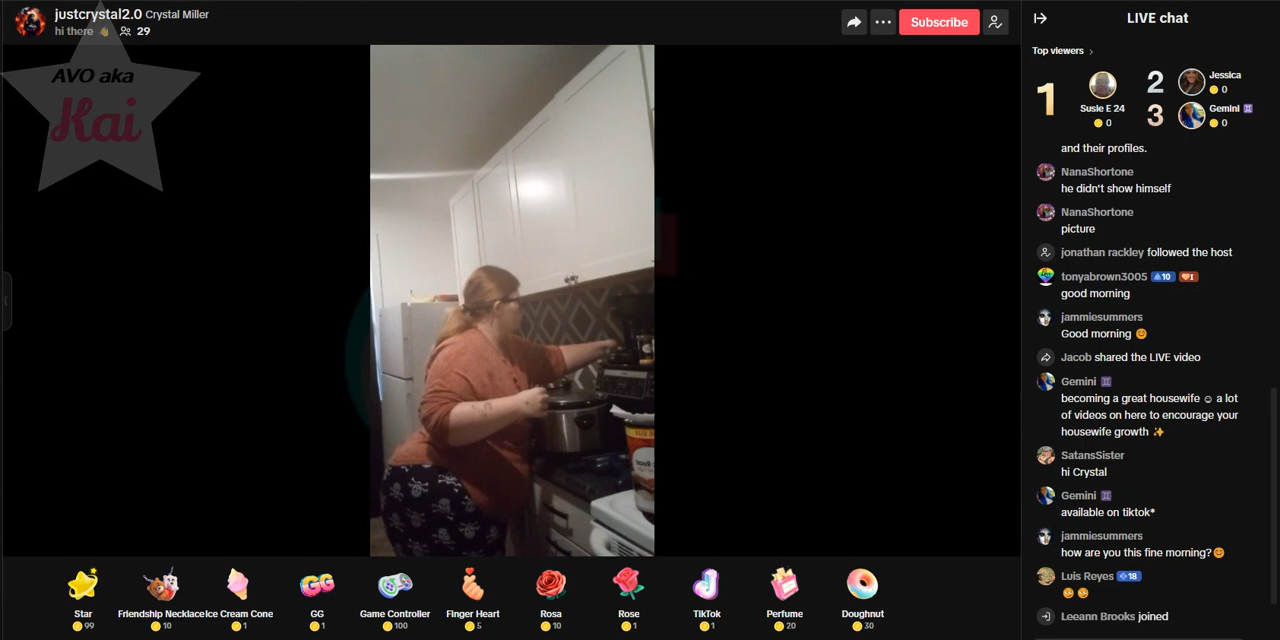 justcrystal2.0 Crystal Miller
hi there 👋 29
Subscribe
AVO aka
Kai
LIVE chat
Top viewers
1
Susie E 24
0
2
Jessica
0
3
Gemini ♊
0
and their profiles.
NanaShortone
he didn't show himself
NanaShortone
picture
jonathan rackley followed the host
tonyabrown3005 10 I
good morning
jammiesummers
Good morning 😊
Jacob shared the LIVE video
Gemini ♊
becoming a great housewife ☺ a lot
of videos on here to encourage your
housewife growth ✨
SatansSister
hi Crystal
Gemini ♊
available on tiktok*
jammiesummers
how are you this fine morning?😊
Luis Reyes 18
Leeann Brooks joined
GG
Star
Friendship Necklace
Ice Cream Cone
GG
Game Controller
Finger Heart
Rosa
Rose
TikTok
Perfume
Doughnut
99
10
1
1
100
5
10
1
1
20
30